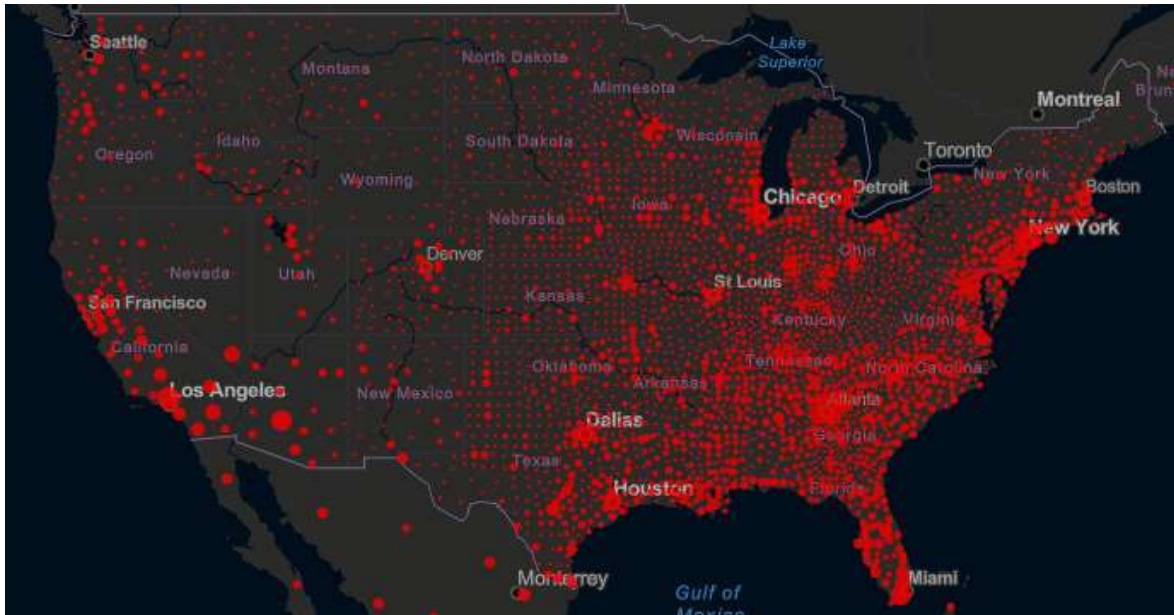 Seattle
Lake
Superior
North Dakota
Montana
Minnesota
Montreal
Wisconsin
South Dakota
Idaho
Oregon
Toronto
New York
Wyoming
Detroit
Boston
Chicago
Iowa
Nebraska
New York
Ohio
Denver
Nevada
Utah
St Louis
Kansas
San Francisco
Kentucky
Virginia
California
Tennessee
Oklahoma
North Carolina
Arkansas
Los Angeles
New Mexico
Atlanta
Dallas
Georgia
Texas
Houston
Florida
Monterrey
Miami
Gulf of